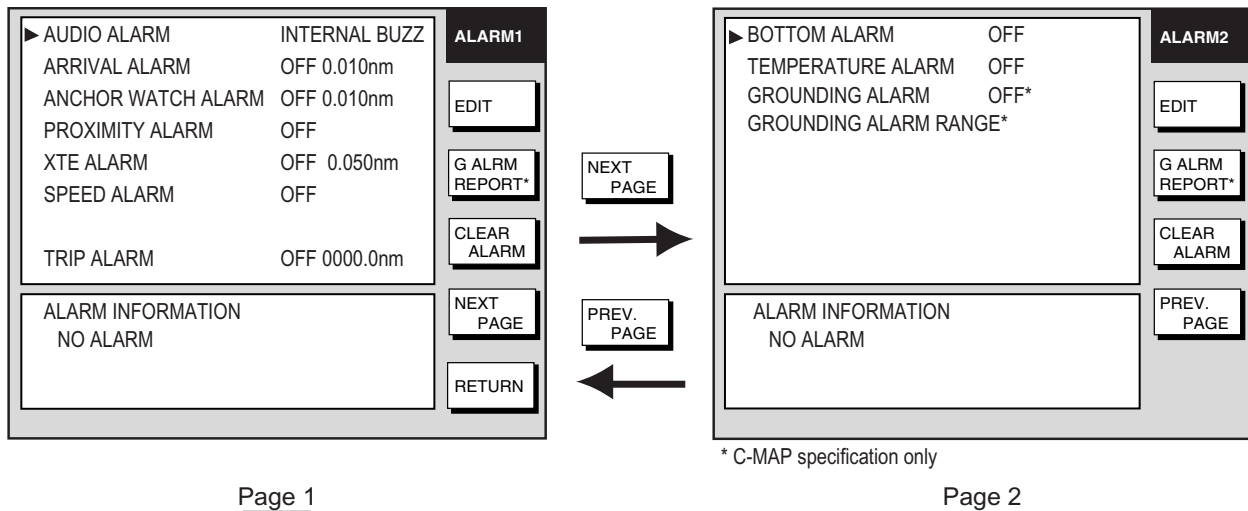 AUDIO ALARM INTERNAL BUZZ
ARRIVAL ALARM OFF 0.010nm
ANCHOR WATCH ALARM OFF 0.010nm
PROXIMITY ALARM OFF
XTE ALARM OFF 0.050nm
SPEED ALARM OFF
TRIP ALARM OFF 0000.0nm
ALARM INFORMATION
NO ALARM
ALARM1
EDIT
G ALRM
REPORT*
CLEAR
ALARM
NEXT
PAGE
RETURN
NEXT
PAGE
PREV.
PAGE
BOTTOM ALARM OFF
TEMPERATURE ALARM OFF
GROUNDING ALARM OFF*
GROUNDING ALARM RANGE*
ALARM INFORMATION
NO ALARM
ALARM2
EDIT
G ALRM
REPORT*
CLEAR
ALARM
PREV.
PAGE
* C-MAP specification only
Page 1
Page 2